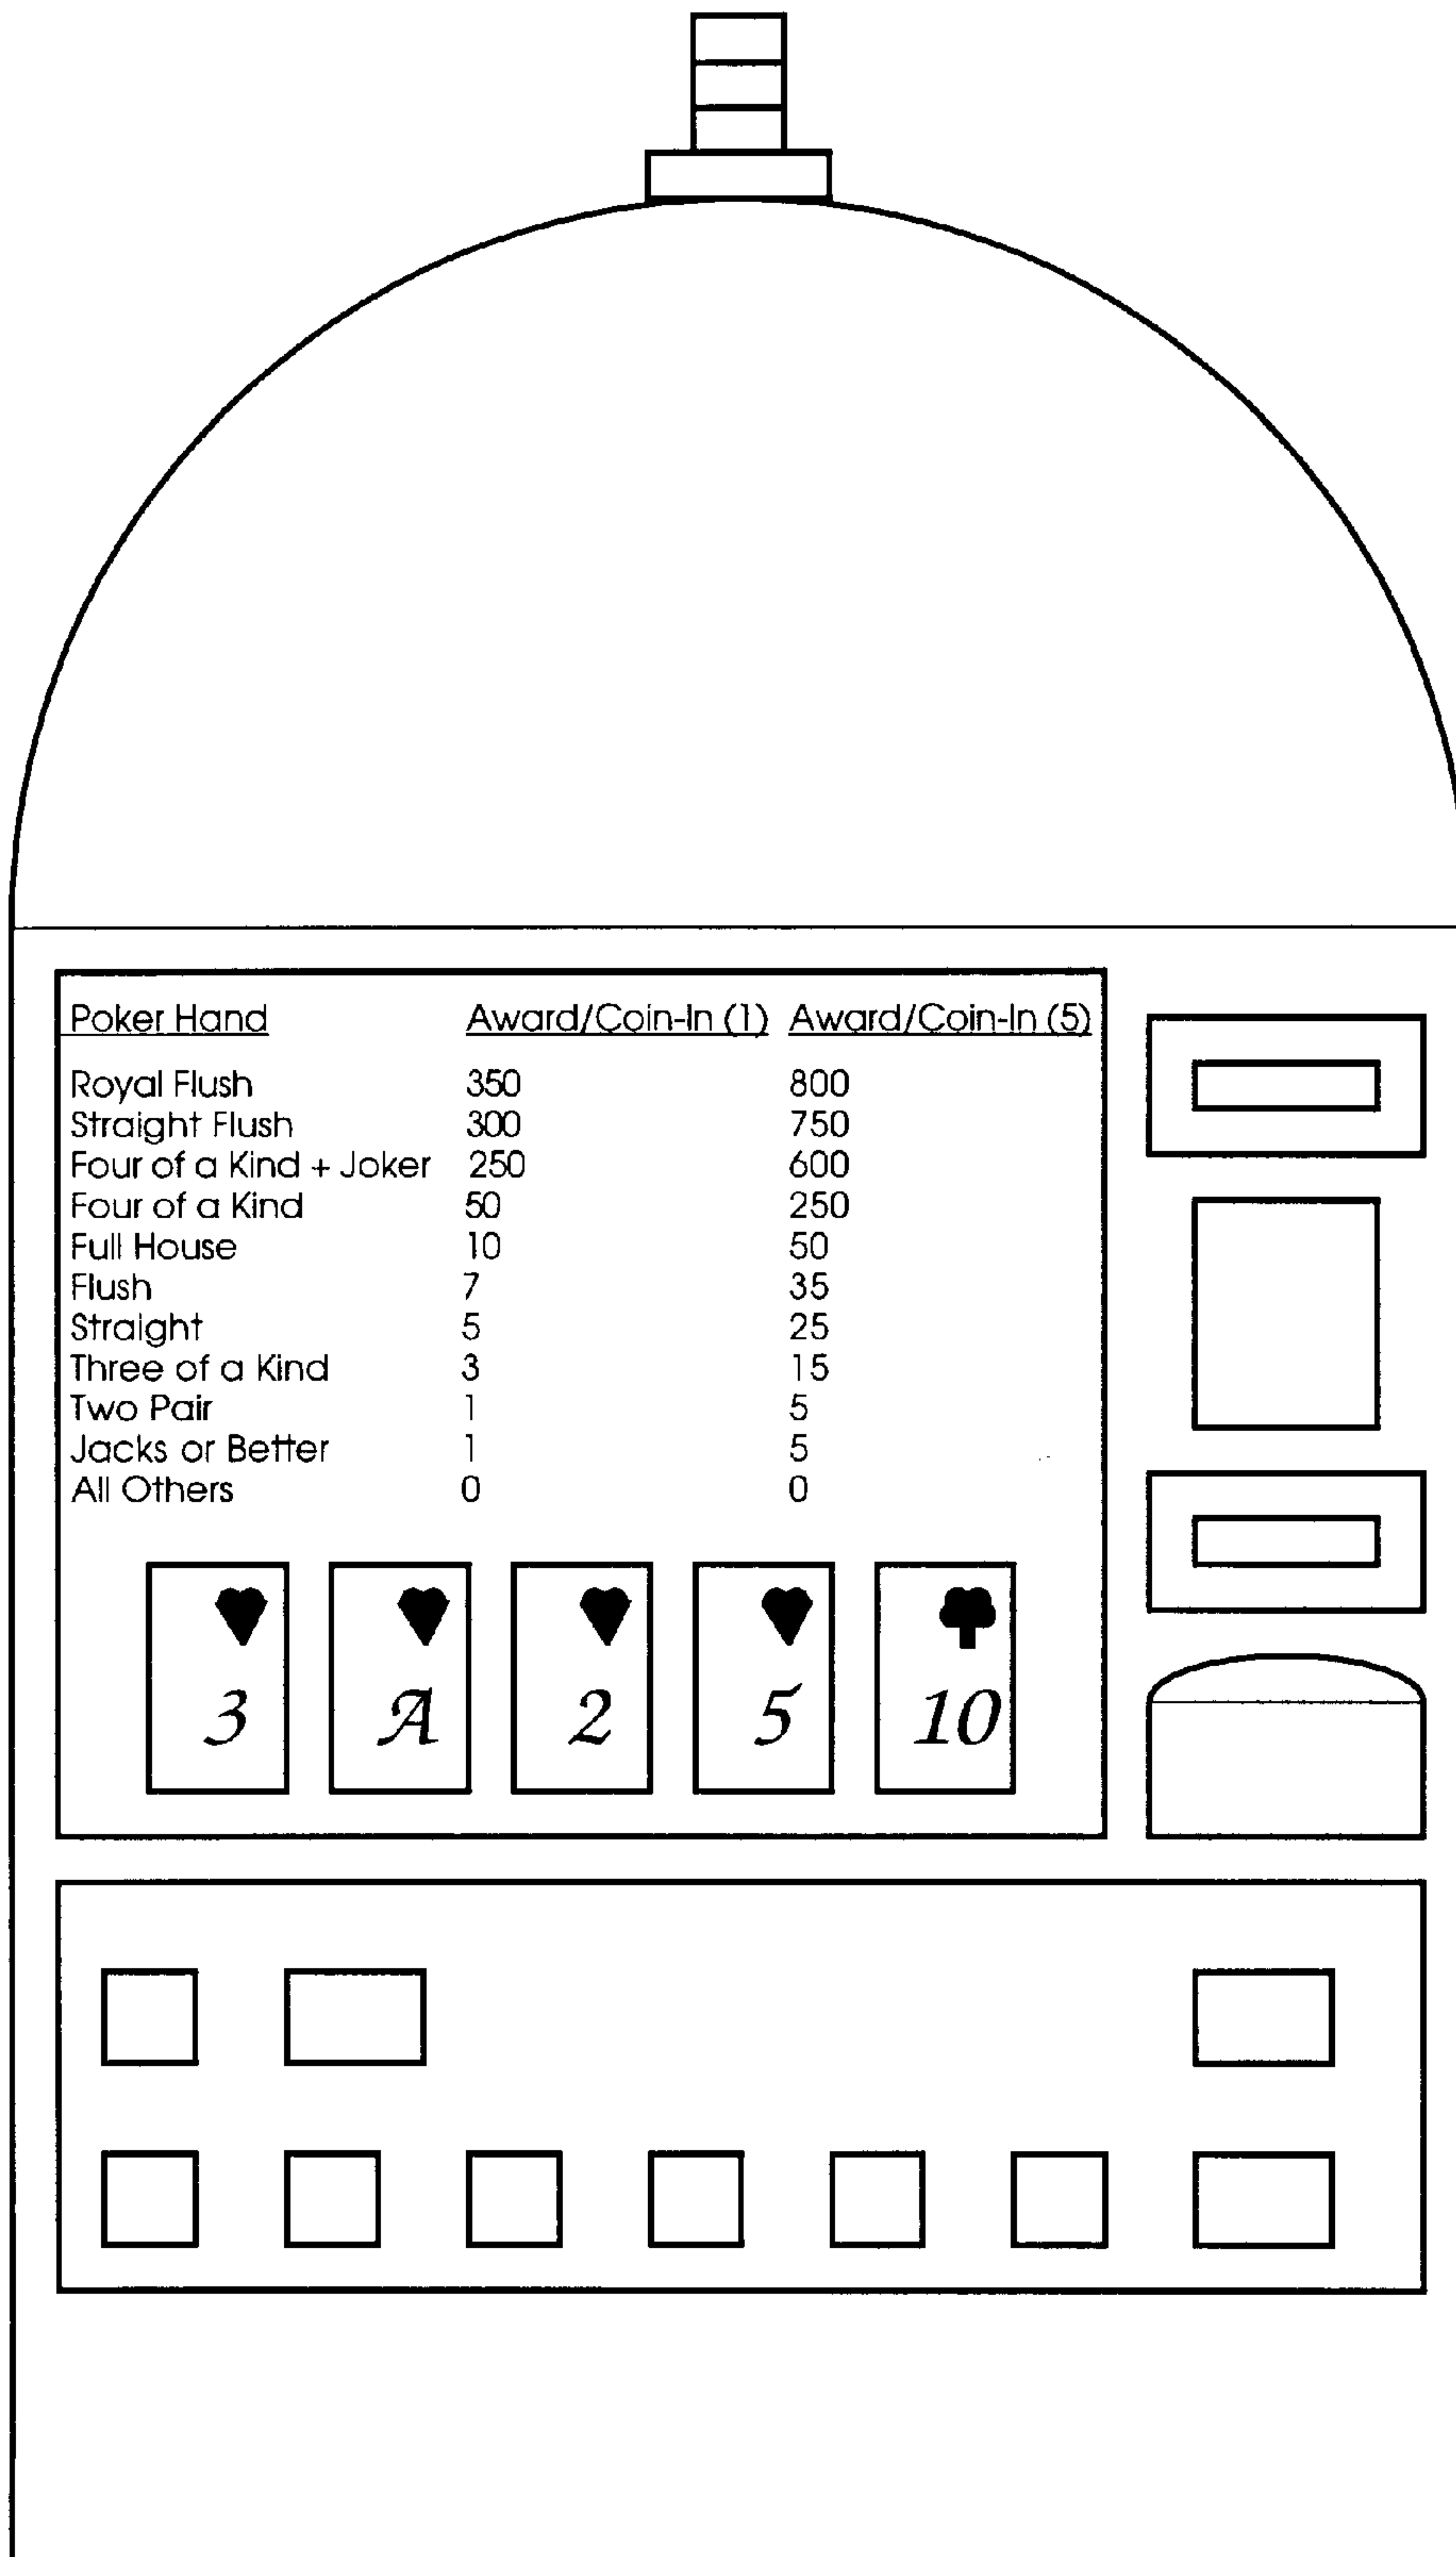 Poker Hand Award/Coin-In (1) Award/Coin-In (5)
Royal Flush 350 800
Straight Flush 300 750
Four of a Kind + Joker 250 600
Four of a Kind 50 250
Full House 10 50
Flush 7 35
Straight 5 25
Three of a Kind 3 15
Two Pair 1 5
Jacks or Better 1 5
All Others 0 0
3 A 2 5 10